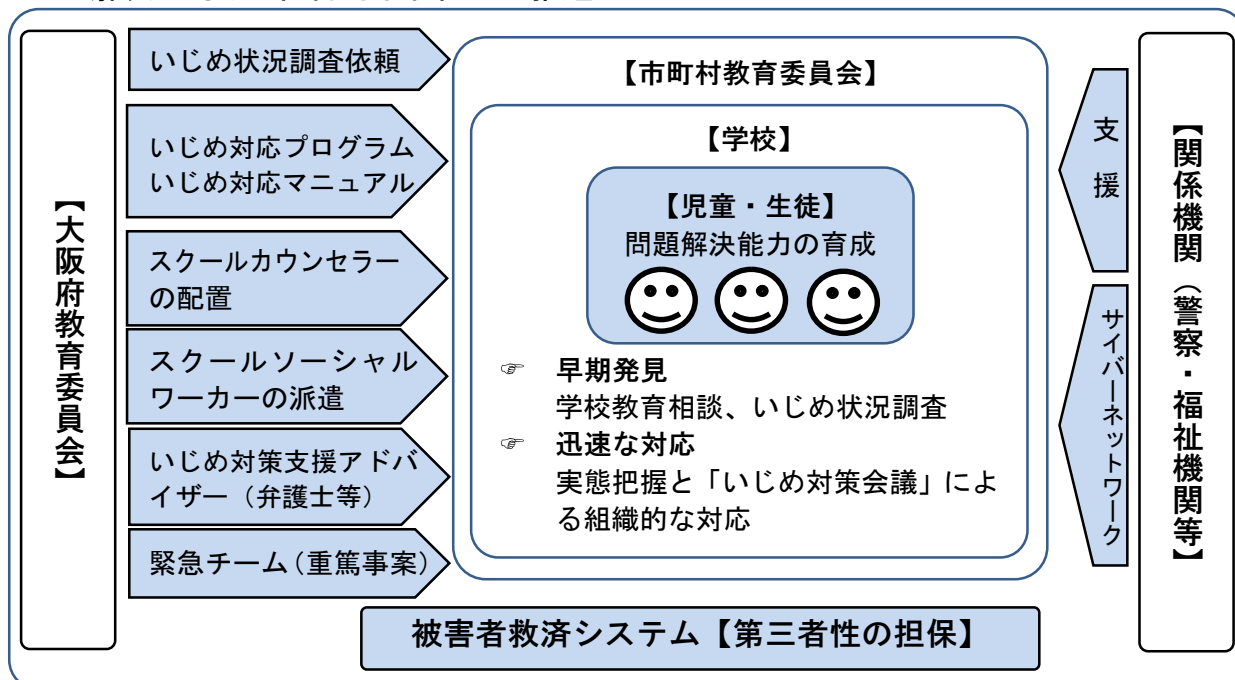 【大阪府教育委員会】
いじめ状況調査依頼
いじめ対応プログラム
いじめ対応マニュアル
スクールカウンセラー
の配置
スクールソーシャル
ワーカーの派遣
いじめ対策支援アドバ
イザー（弁護士等）
緊急チーム（重篤事案）
【市町村教育委員会】
【学校】
【児童・生徒】
問題解決能力の育成
☞ 早期発見
学校教育相談、いじめ状況調査
☞ 迅速な対応
実態把握と「いじめ対策会議」によ
る組織的な対応
支援
サイバーネットワーク
【関係機関（警察・福祉機関等）】
被害者救済システム【第三者性の担保】